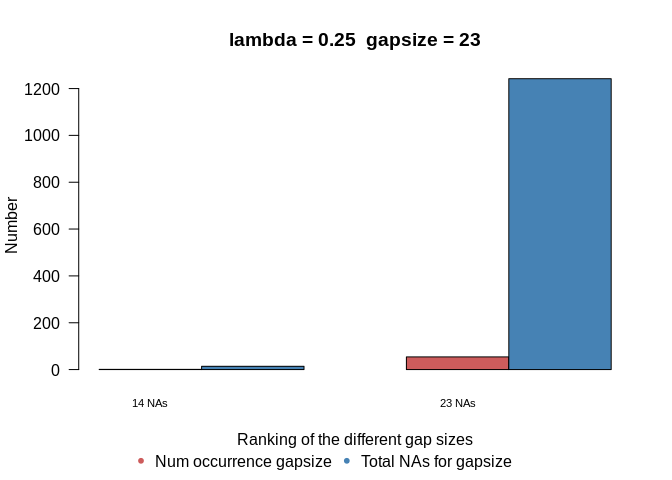 lambda = 0.25  gapsize = 23
1200
1000
800
600
400
200
0
Number
14 NAs
23 NAs
Ranking of the different gap sizes
Num occurrence gapsize
Total NAs for gapsize